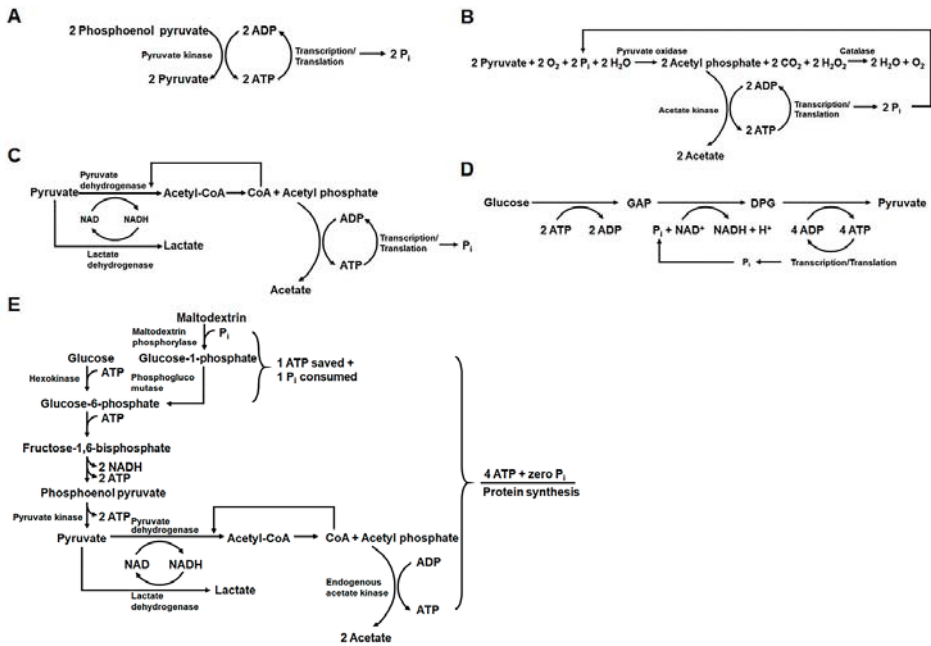 A
2 Phosphoenol pyruvate
2 ADP
Pyruvate kinase
Transcription/
Translation
2 Pi
2 Pyruvate
2 ATP
B
Pyruvate oxidase
Catalase
2 Pyruvate + 2 O2 + 2 Pi + 2 H2O
2 Acetyl phosphate + 2 CO2 + 2 H2O2
2 H2O + O2
2 ADP
Acetate kinase
Transcription/
Translation
2 Pi
2 ATP
2 Acetate
C
Pyruvate
dehydrogenase
Pyruvate
Acetyl-CoA
CoA + Acetyl phosphate
NAD
NADH
ADP
Lactate
Lactate
dehydrogenase
Transcription/
Translation
Pi
ATP
Acetate
D
Glucose
GAP
DPG
Pyruvate
2 ATP
2 ADP
Pi + NAD+
NADH + H+
4 ADP
4 ATP
Pi
Transcription/Translation
E
Maltodextrin
Maltodextrin
phosphorylase
Pi
Glucose
Glucose-1-phosphate
1 ATP saved +
1 Pi consumed
Hexokinase
ATP
Phosphogluco
mutase
Glucose-6-phosphate
ATP
Fructose-1,6-bisphosphate
2 NADH
2 ATP
4 ATP + zero Pi
Protein synthesis
Phosphoenol pyruvate
Pyruvate kinase
2 ATP
Pyruvate
dehydrogenase
Pyruvate
Acetyl-CoA
CoA + Acetyl phosphate
NAD
NADH
ADP
Lactate
Lactate
dehydrogenase
Endogenous
acetate kinase
ATP
2 Acetate